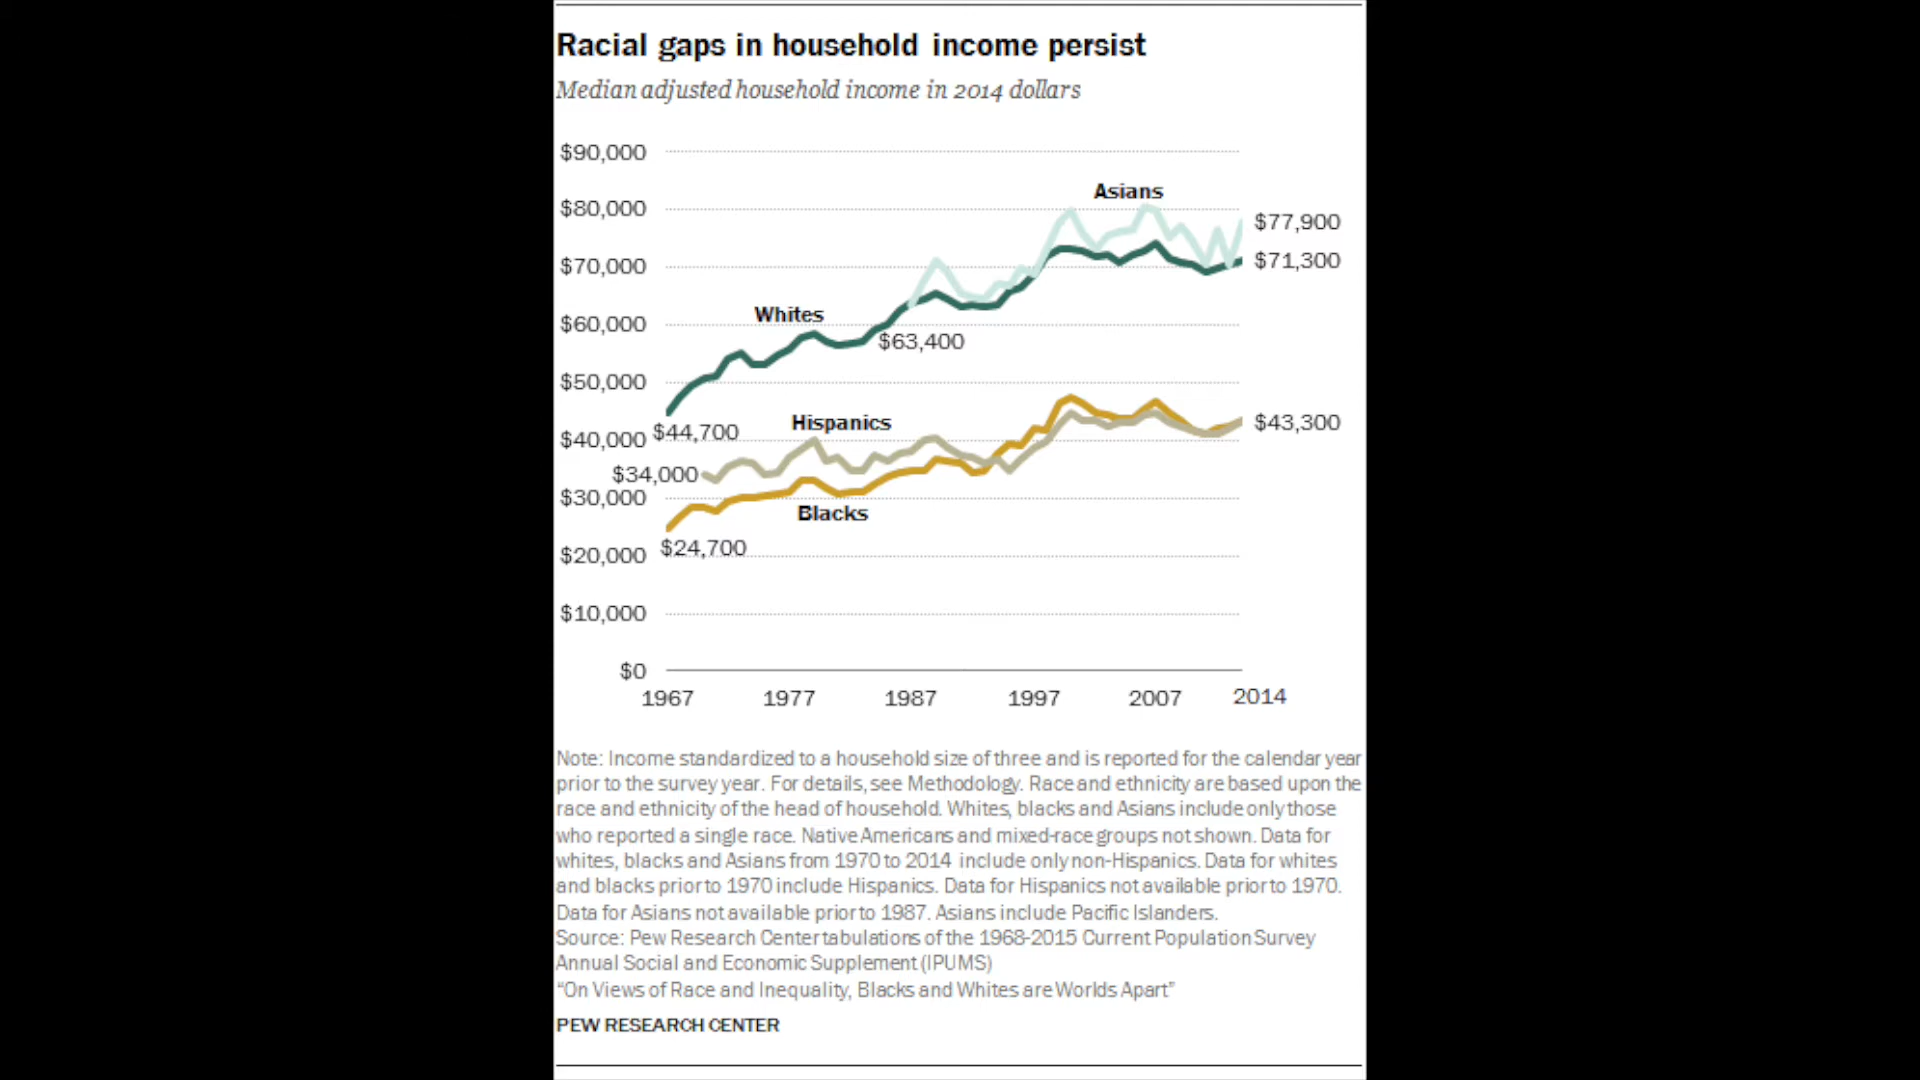 Racial gaps in household income persist
Median adjusted household income in 2014 dollars
$90,000
Asians
$80,000
$77,900
$71,300
$70,000
Whites
$60,000
$63,400
$50,000
Hispanics
$43,300
$40,000
$44,700
$34,000
$30,000
Blacks
$20,000
$24,700
$10,000
$0
1967 1977 1987 1997 2007 2014
Note: Income standardized to a household size of three and is reported for the calendar year
prior to the survey year. For details, see Methodology. Race and ethnicity are based upon the
race and ethnicity of the head of household. Whites, blacks and Asians include only those
who reported a single race. Native Americans and mixed-race groups not shown. Data for
whites, blacks and Asians from 1970 to 2014 include only non-Hispanics. Data for whites
and blacks prior to 1970 include Hispanics. Data for Hispanics not available prior to 1970.
Data for Asians not available prior to 1987. Asians include Pacific Islanders.
Source: Pew Research Center tabulations of the 1968-2015 Current Population Survey
Annual Social and Economic Supplement (IPUMS)
“On Views of Race and Inequality, Blacks and Whites are Worlds Apart”
PEW RESEARCH CENTER